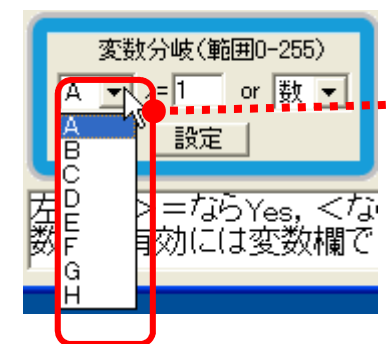 変数分岐(範囲0-255)
A >= 1 or 数
設定
A
B
C
D
E
F
G
H
左 >=ならYes, <な
数 有効には変数欄で